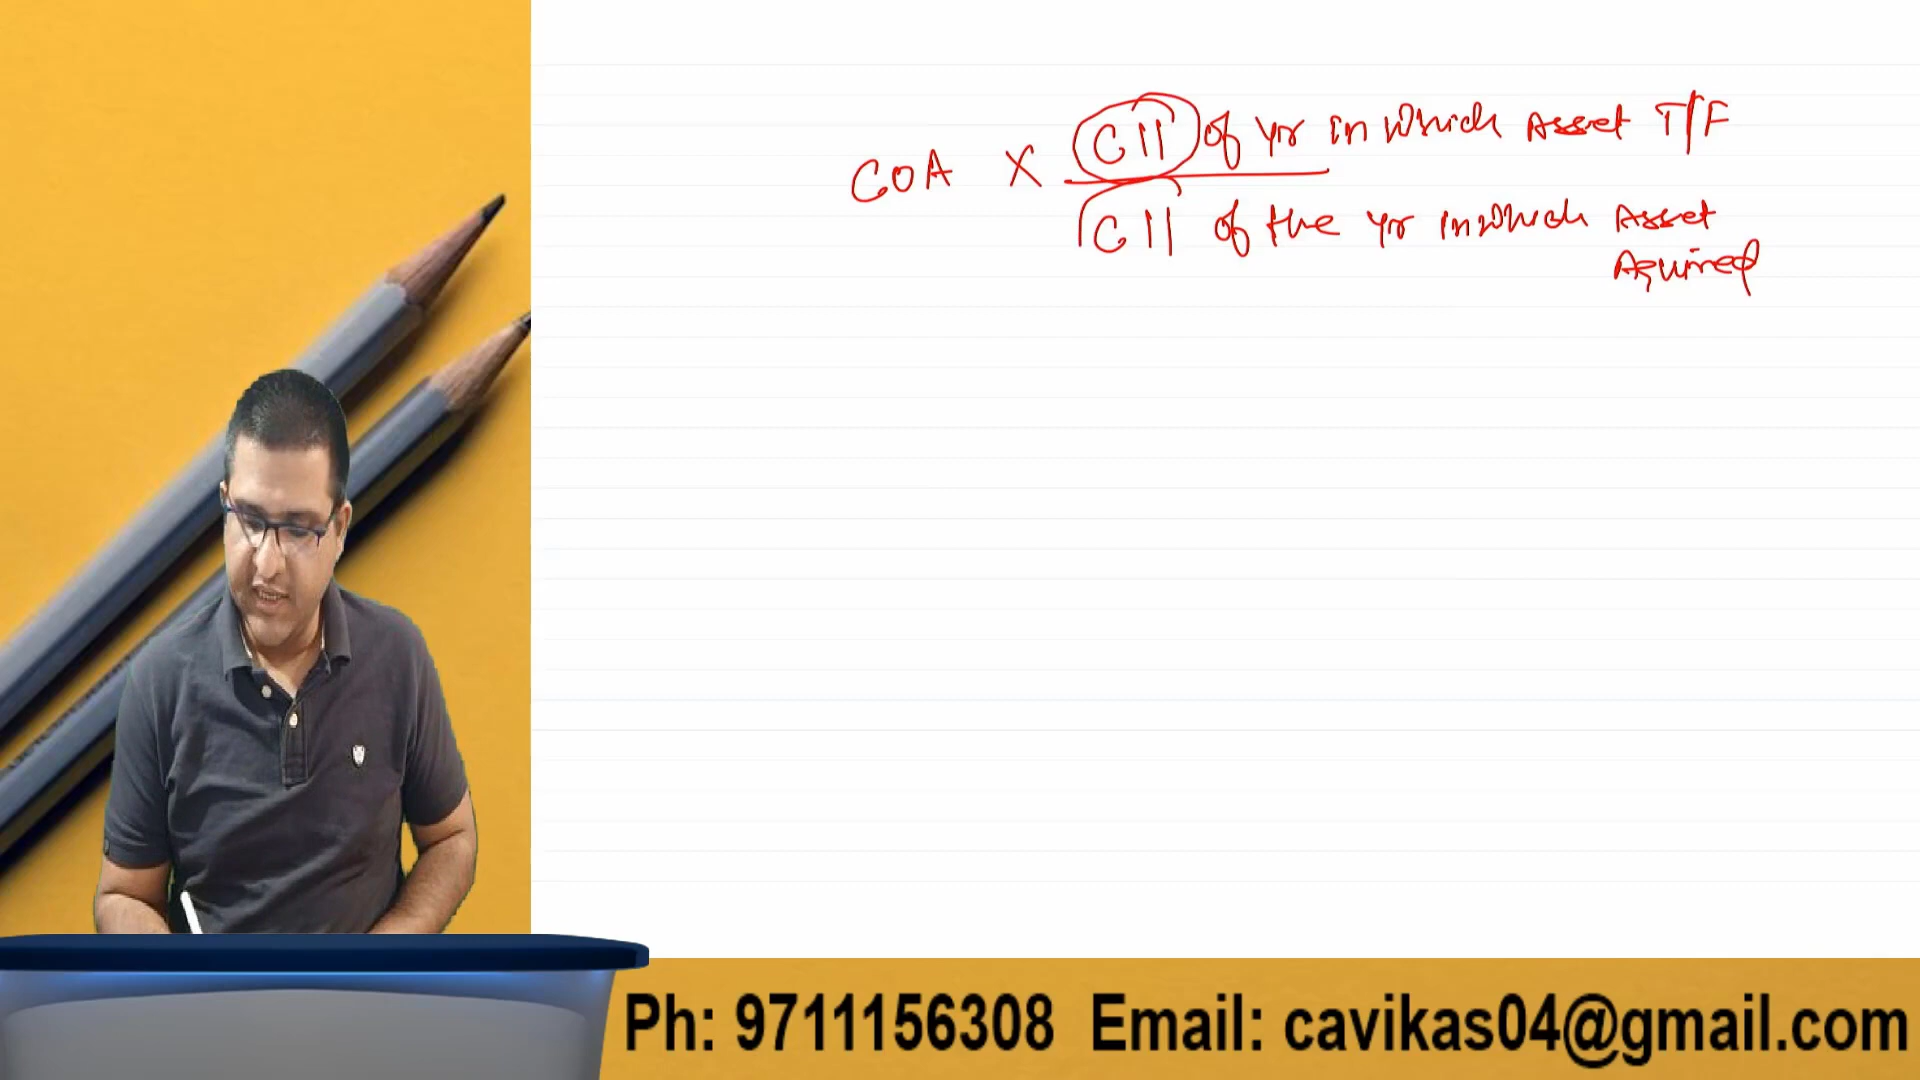 COA X CII of yr in which Asset T/F
CII of the yr in which Asset
Aquired
Ph: 9711156308 Email: cavikas04@gmail.com